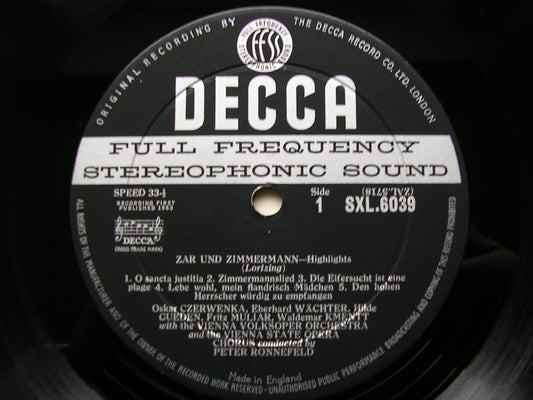 ORIGINAL RECORDING BY
THE DECCA RECORD CO. LTD. LONDON
FULL FREQUENCY
ffss
STEREOPHONIC SOUND
DECCA
FULL FREQUENCY
STEREOPHONIC SOUND
SPEED 33⅓
RECORDING FIRST
PUBLISHED 1962
DECCA
REGD. TRADE MARK
Side
1
(ZAL.5718)
SXL.6039
ZAR UND ZIMMERMANN—Highlights
(Lortzing)
1. O sancta justitia 2. Zimmermannslied 3. Die Eifersucht ist eine
plage 4. Lebe wohl, mein flandrisch Mädchen 5. Den hohen
Herrscher würdig zu empfangen
Oskar CZERWENKA, Eberhard WÄCHTER, Hilde
GUEDEN, Fritz MULIAR, Waldemar KMENTT
with the VIENNA VOLKSOPER ORCHESTRA
and the VIENNA STATE OPERA
CHORUS conducted by
PETER RONNEFELD
Made in England
ALL RIGHTS OF THE MANUFACTURER AND OF THE OWNER OF THE RECORDED WORK RESERVED · UNAUTHORISED PUBLIC PERFORMANCE BROADCASTING AND COPYING OF THIS RECORD PROHIBITED